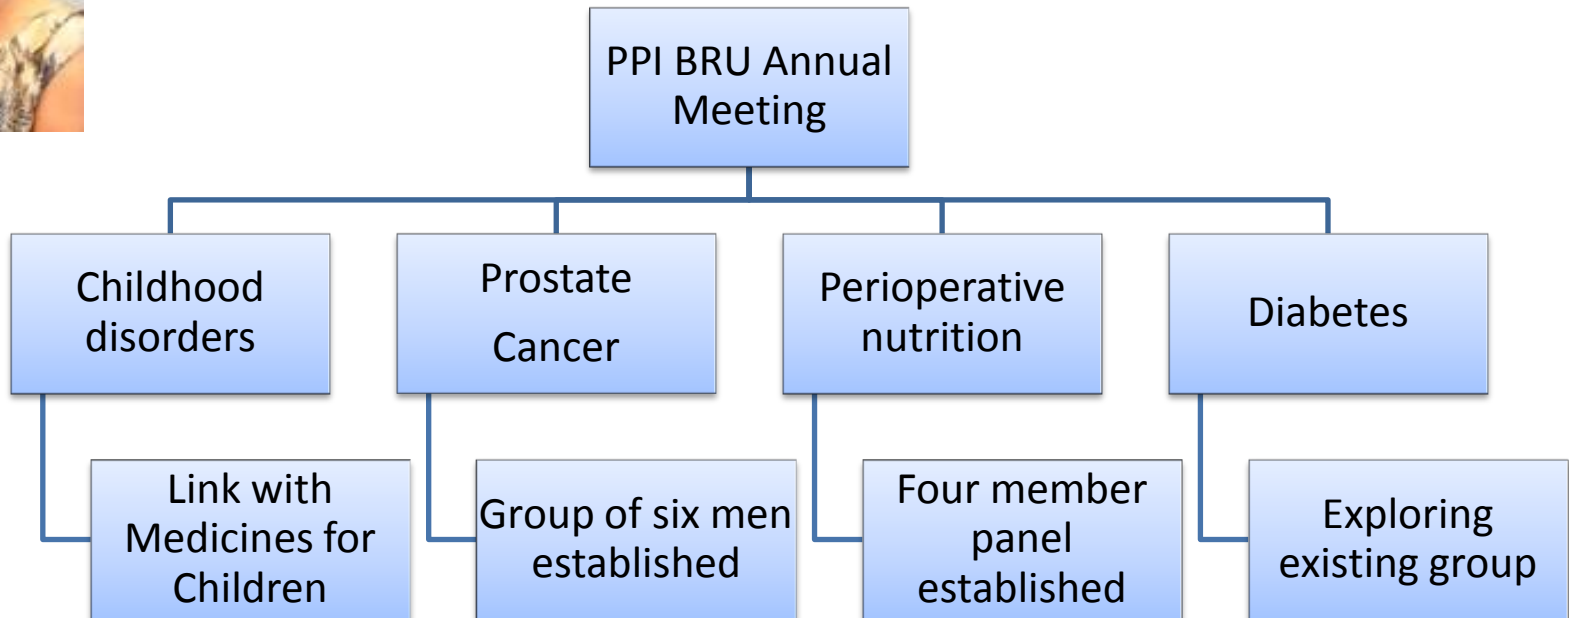 PPI BRU Annual
Meeting
Childhood
disorders
Prostate
Cancer
Perioperative
nutrition
Diabetes
Link with
Medicines for
Children
Group of six men
established
Four member
panel
established
Exploring
existing group